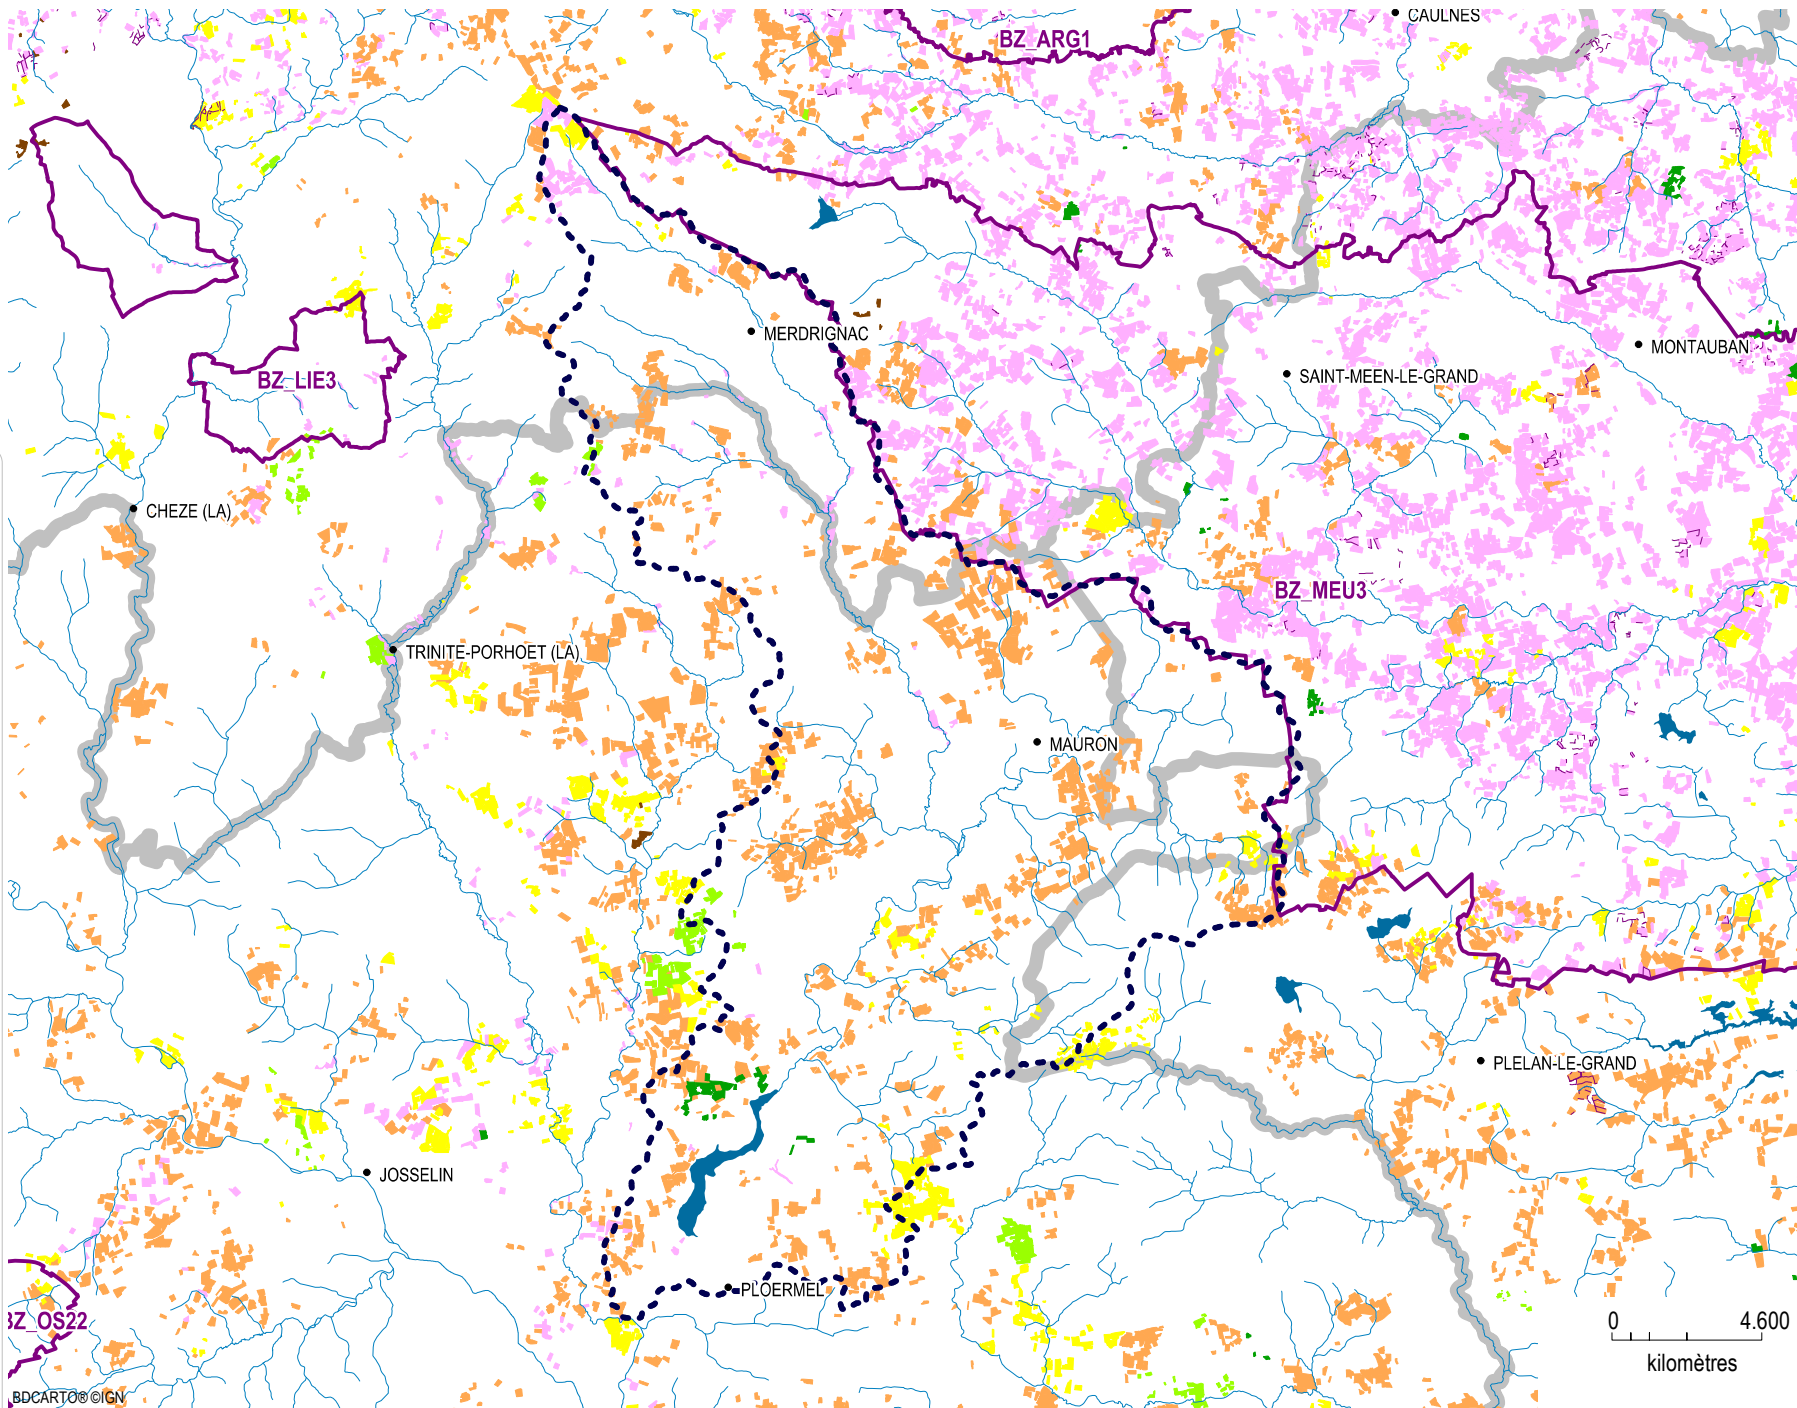 CAULNES
BZ_ARG1
MERDRIGNAC
MONTAUBAN
SAINT-MEEN-LE-GRAND
BZ_LIE3
CHEZE (LA)
BZ_MEU3
TRINITE-PORHOET (LA)
MAURON
PLELAN-LE-GRAND
JOSSELIN
PLOERMEL
BZ_OS22
0 4.600
kilomètres
BDCARTO® ©IGN